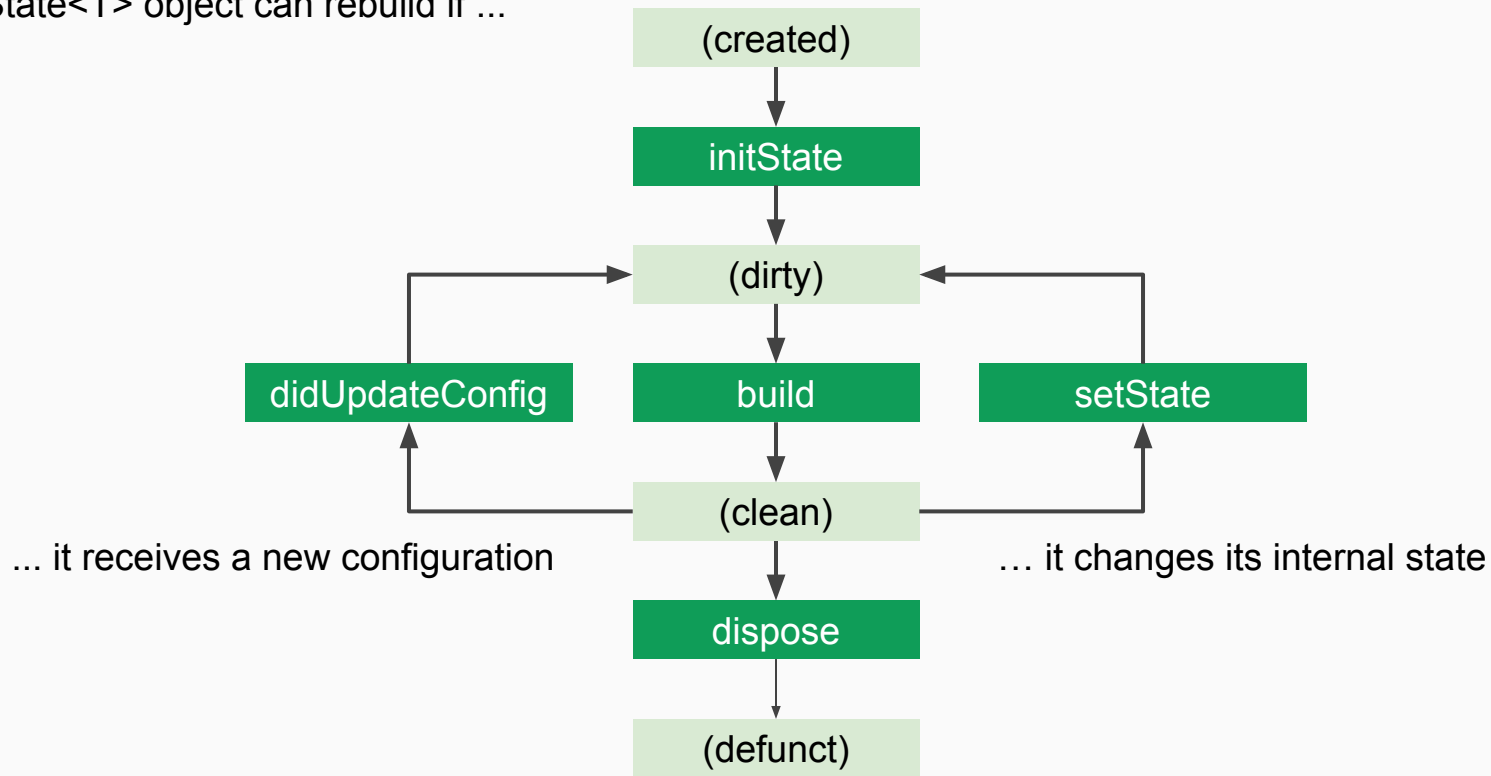 State<T> object can rebuild if ...
(created)
initState
(dirty)
didUpdateConfig
build
setState
(clean)
... it receives a new configuration
… it changes its internal state
dispose
(defunct)